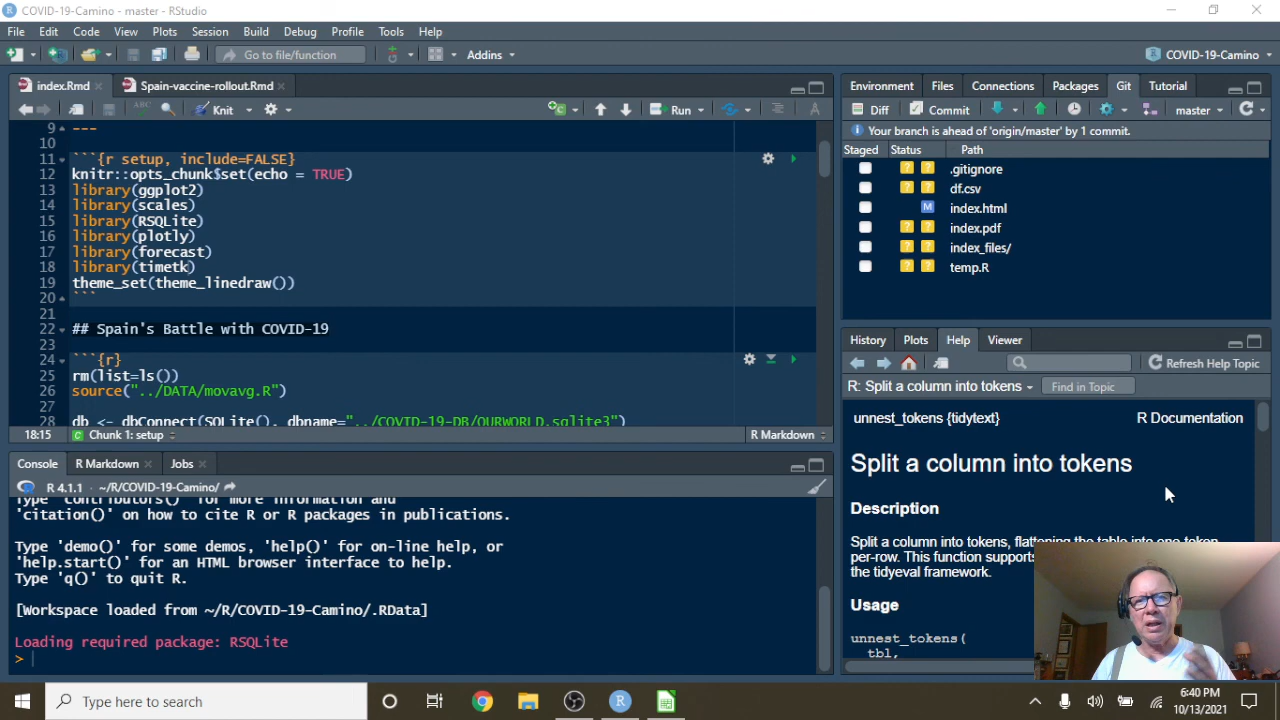 COVID-19-Camino - master - RStudio
File Edit Code View Plots Session Build Debug Profile Tools Help
Go to file/function
Addins
COVID-19-Camino
index.Rmd
Spain-vaccine-rollout.Rmd
Knit
Run
9 ---
10
11 ```{r setup, include=FALSE}
12 knitr::opts_chunk$set(echo = TRUE)
13 library(ggplot2)
14 library(scales)
15 library(RSQLite)
16 library(plotly)
17 library(forecast)
18 library(timetk)
19 theme_set(theme_linedraw())
20 ```
21
22 ## Spain's Battle with COVID-19
23
24 ```{r}
25 rm(list=ls())
26 source("../DATA/movavg.R")
27
28 db <- dbConnect(SQLite(), dbname="../COVID-19-DB/OURWORLD.sqlite3")
18:15 Chunk 1: setup R Markdown
Console R Markdown Jobs
R 4.1.1 · ~/R/COVID-19-Camino/
Type 'contributors()' for more information and
'citation()' on how to cite R or R packages in publications.
Type 'demo()' for some demos, 'help()' for on-line help, or
'help.start()' for an HTML browser interface to help.
Type 'q()' to quit R.
[Workspace loaded from ~/R/COVID-19-Camino/.RData]
Loading required package: RSQLite
>
Environment Files Connections Packages Git Tutorial
Diff Commit master
Your branch is ahead of 'origin/master' by 1 commit.
Staged Status Path
? ? .gitignore
? ? df.csv
M index.html
? ? index.pdf
? ? index_files/
? ? temp.R
History Plots Help Viewer
Refresh Help Topic
R: Split a column into tokens Find in Topic
unnest_tokens {tidytext} R Documentation
Split a column into tokens
Description
Split a column into tokens, flattening the table into one-token-
per-row. This function supports
the tidyeval framework.
Usage
unnest_tokens(
tbl,
Type here to search
6:40 PM
10/13/2021